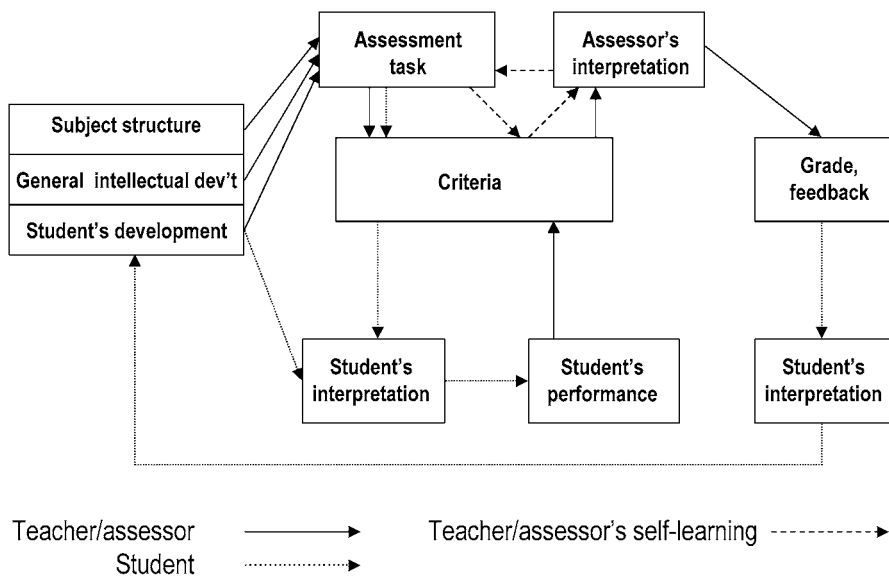 Assessment
task
Assessor's
interpretation
Subject structure
General intellectual dev't
Student's development
Criteria
Grade,
feedback
Student's
interpretation
Student's
performance
Student's
interpretation
Teacher/assessor
Teacher/assessor's self-learning
Student